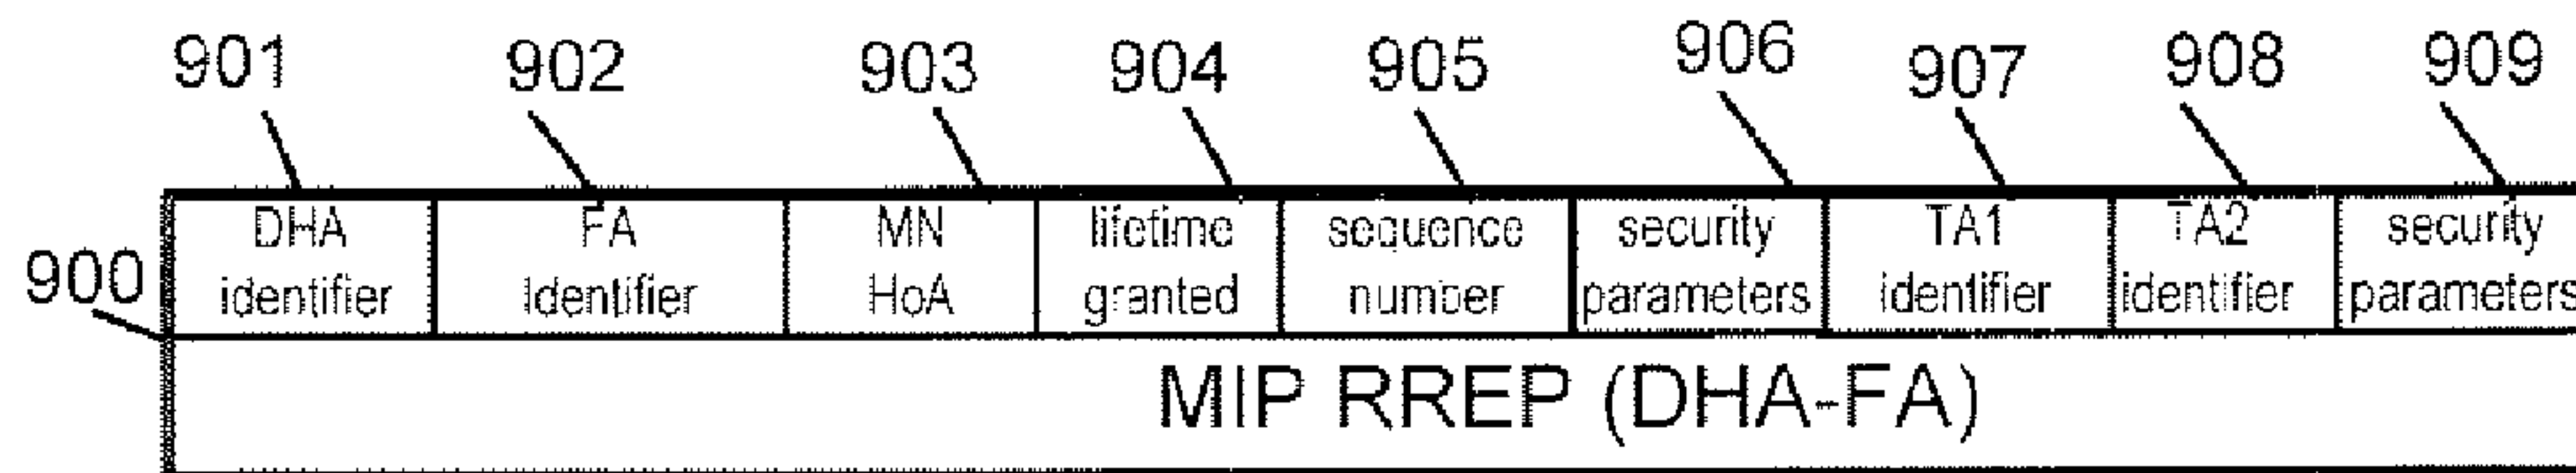 901 902 903 904 905 906 907 908 909
DHA FA MN lifetime sequence security TA1 TA2 security
900 identifier Identifier HoA granted number parameters identifier identifier parameters
MIP RREP (DHA-FA)